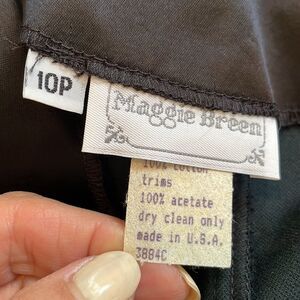 10P
Maggie Breen
100% cotton
trims
100% acetate
dry clean only
made in U.S.A.
3884C